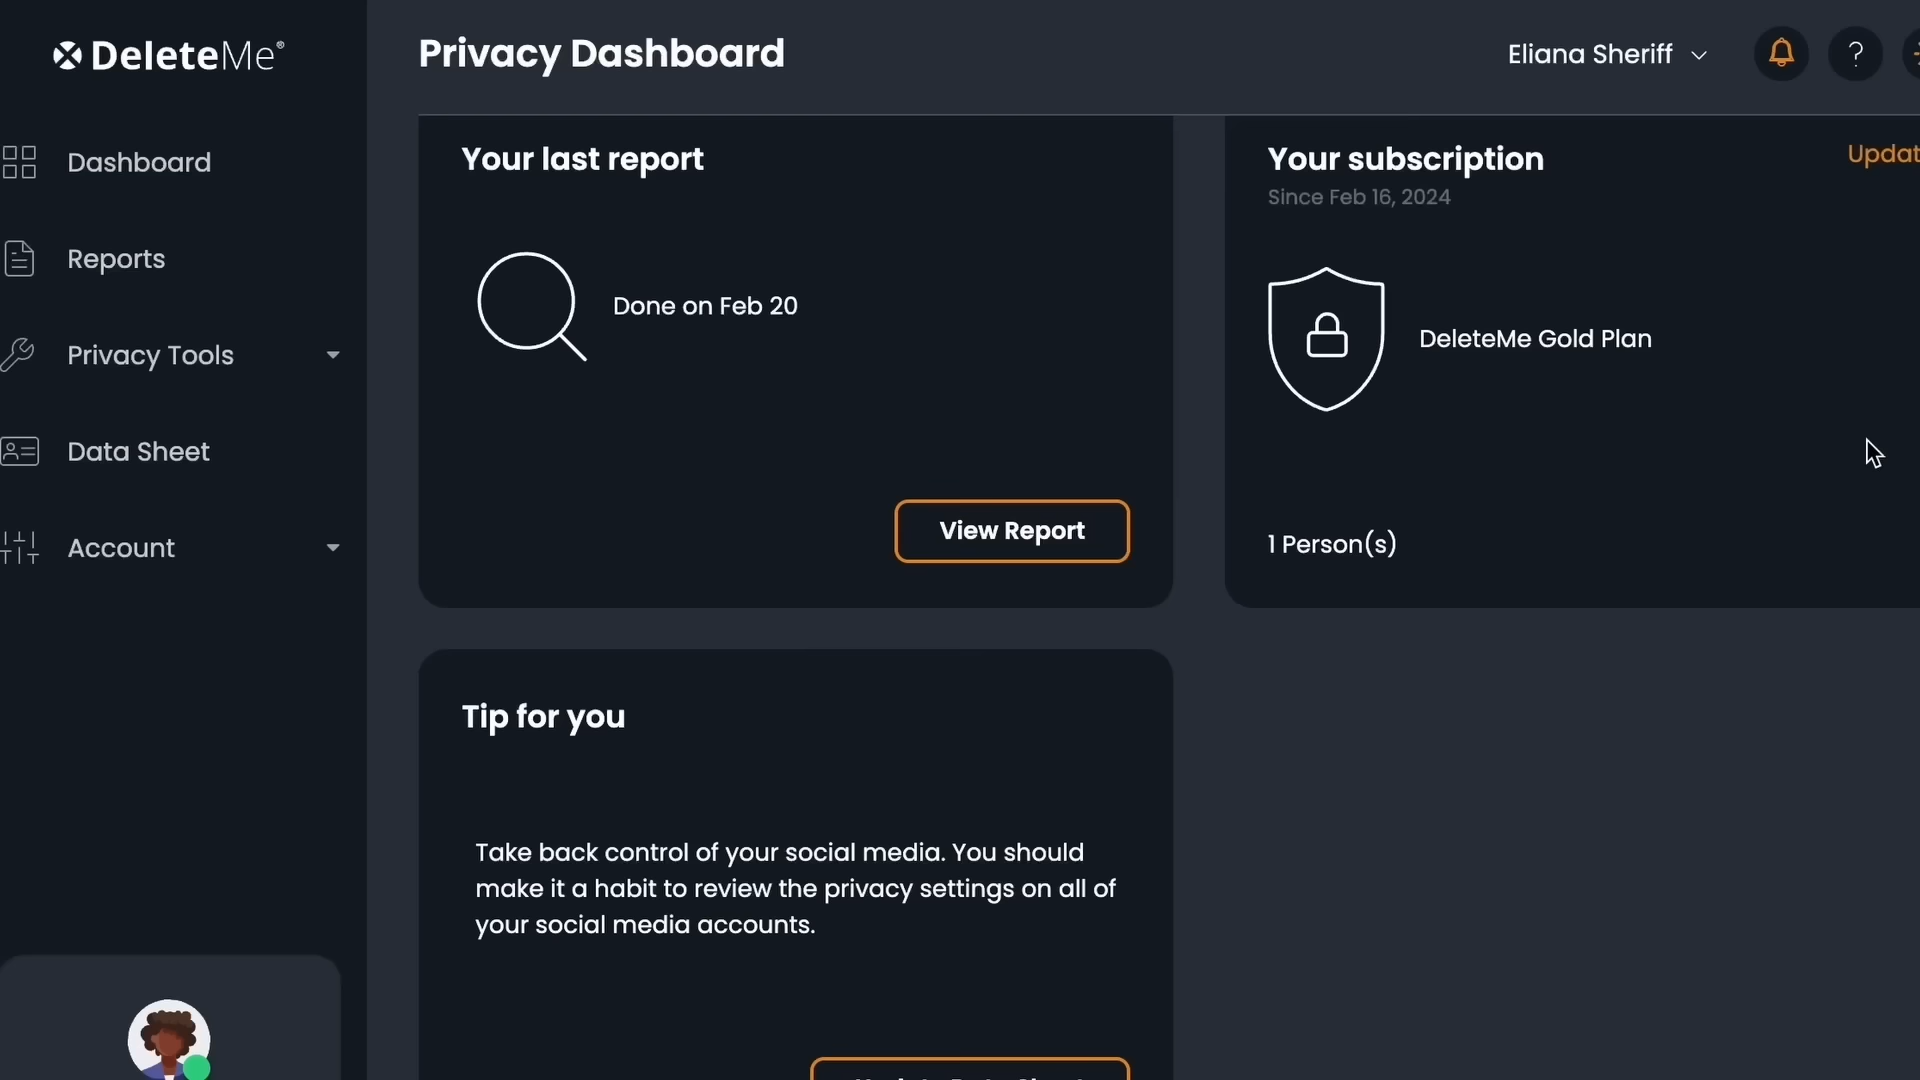 DeleteMe®
Privacy Dashboard
Eliana Sheriff
?
Dashboard
Reports
Privacy Tools
Data Sheet
Account
Your last report
Done on Feb 20
View Report
Your subscription
Since Feb 16, 2024
DeleteMe Gold Plan
1 Person(s)
Tip for you
Take back control of your social media. You should
make it a habit to review the privacy settings on all of
your social media accounts.